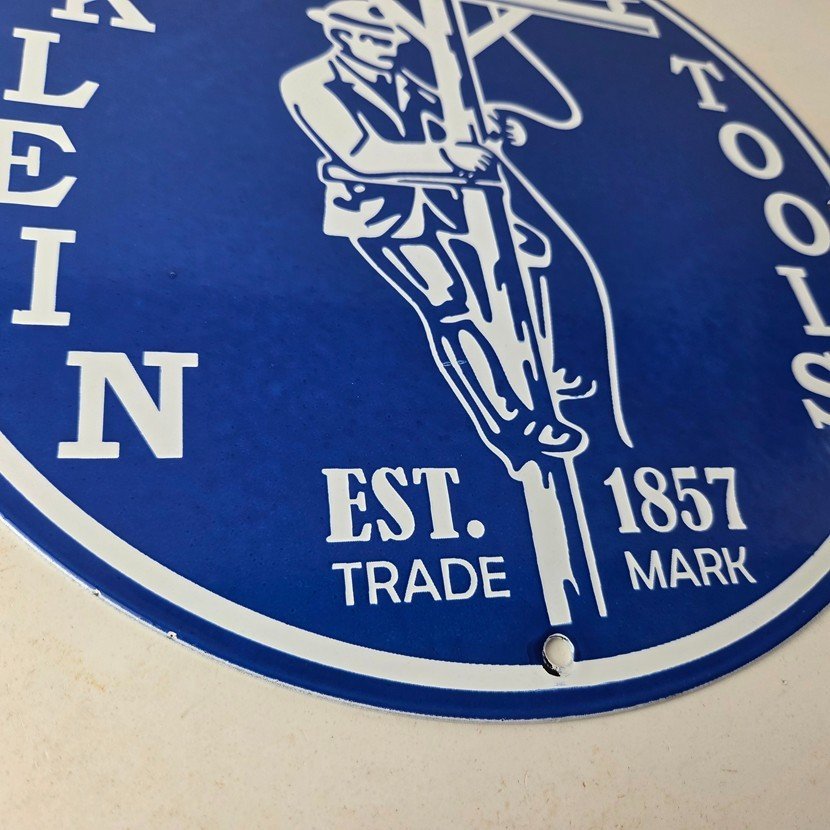 KLEIN
TOOLS
EST. 1857
TRADE MARK